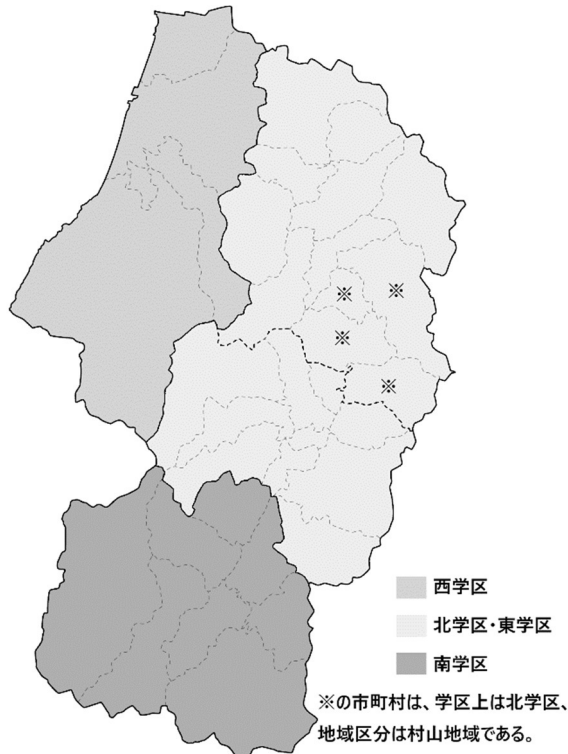 ※
※
※
※
西学区
北学区・東学区
南学区
※の市町村は、学区上は北学区、
地域区分は村山地域である。